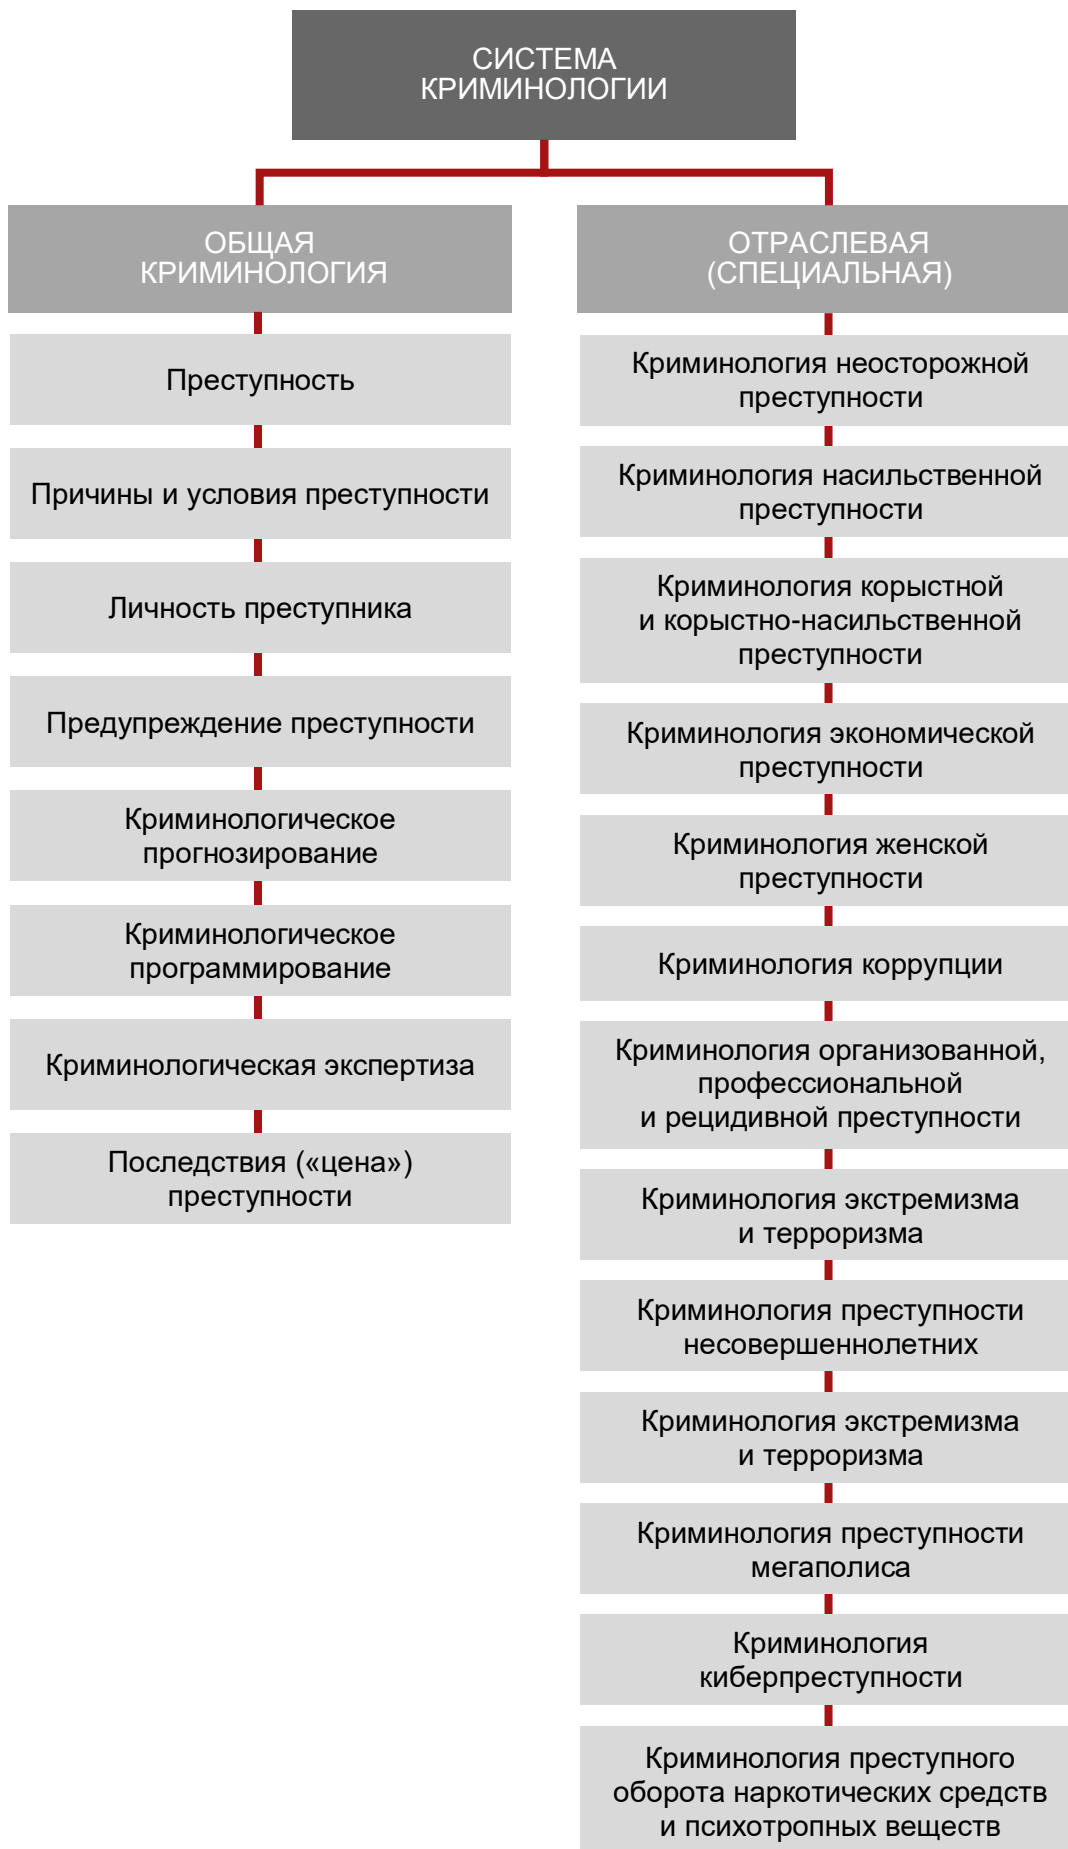 СИСТЕМА
КРИМИНОЛОГИИ
ОБЩАЯ
КРИМИНОЛОГИЯ
Преступность
Причины и условия преступности
Личность преступника
Предупреждение преступности
Криминологическое
прогнозирование
Криминологическое
программирование
Криминологическая экспертиза
Последствия («цена»)
преступности
ОТРАСЛЕВАЯ
(СПЕЦИАЛЬНАЯ)
Криминология неосторожной
преступности
Криминология насильственной
преступности
Криминология корыстной
и корыстно-насильственной
преступности
Криминология экономической
преступности
Криминология женской
преступности
Криминология коррупции
Криминология организованной,
профессиональной
и рецидивной преступности
Криминология экстремизма
и терроризма
Криминология преступности
несовершеннолетних
Криминология экстремизма
и терроризма
Криминология преступности
мегаполиса
Криминология
киберпреступности
Криминология преступного
оборота наркотических средств
и психотропных веществ